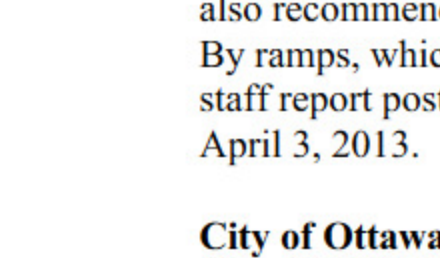 also recommen
By ramps, whic
staff report post
April 3, 2013.
City of Ottawa